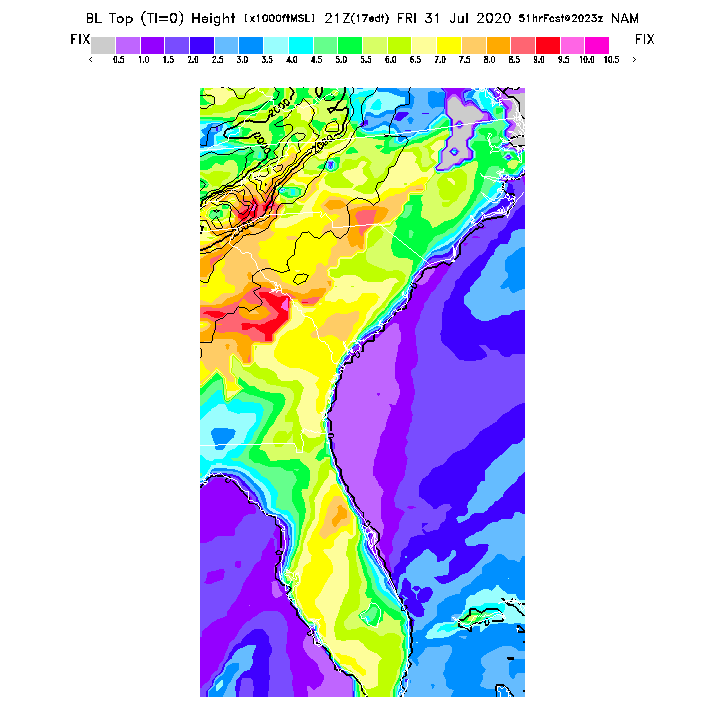 BL Top (TI=0) Height [x1000ftMSL] 21Z(17edt) FRI 31 Jul 2020 51hrFcst@2023z NAM
FIX FIX
< 0.5 1.0 1.5 2.0 2.5 3.0 3.5 4.0 4.5 5.0 5.5 6.0 6.5 7.0 7.5 8.0 8.5 9.0 9.5 10.0 10.5 >
2000
2000
2000